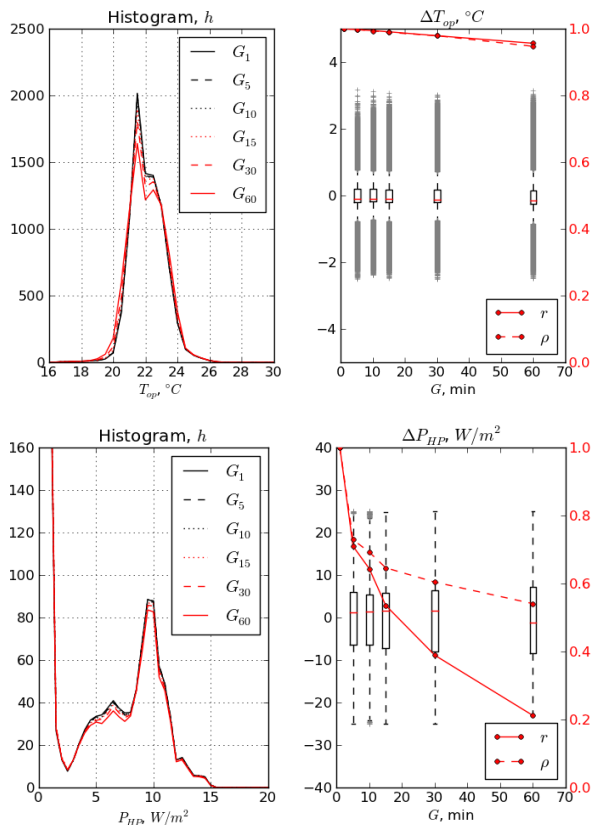 Histogram, h
2500
2000
1500
1000
500
0
16 18 20 22 24 26 28 30
T_op, °C
G_1
G_5
G_10
G_15
G_30
G_60
ΔT_op, °C
4
2
0
−2
−4
1.0
0.8
0.6
0.4
0.2
0.0
r
ρ
0 10 20 30 40 50 60 70
G, min
Histogram, h
160
140
120
100
80
60
40
20
0
0 5 10 15 20
P_HP, W/m²
G_1
G_5
G_10
G_15
G_30
G_60
ΔP_HP, W/m²
40
30
20
10
0
−10
−20
−30
−40
1.0
0.8
0.6
0.4
0.2
0.0
r
ρ
0 10 20 30 40 50 60 70
G, min